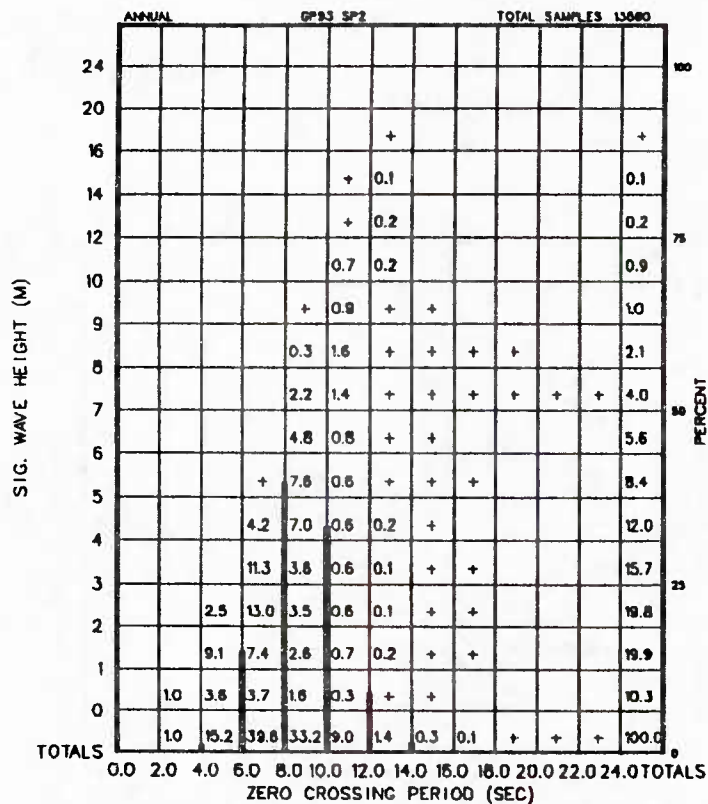 ANNUAL GP93 SP2 TOTAL SAMPLES
24 100
20
+ +
16
+ 0.1 0.1
14
+ 0.2 0.2
12 75
0.7 0.2 0.9
10
+ 0.9 + + 1.0
9
0.3 1.6 + + + + 2.1
8
2.2 1.4 + + + + + + 4.0
7 50
4.8 0.8 + + 5.6
6
+ 7.6 0.6 + + + 8.4
5
4.2 7.0 0.6 0.2 + 12.0
4
11.3 3.8 0.6 0.1 + + 15.7
3 25
2.5 13.0 3.5 0.6 0.1 + + 19.8
2
9.1 7.4 2.6 0.7 0.2 + + 19.9
1
1.0 3.6 3.7 1.6 0.3 + + 10.3
0
1.0 15.2 39.6 33.2 9.0 1.4 0.3 0.1 + + + 100.0
TOTALS 0
0.0 2.0 4.0 6.0 8.0 10.0 12.0 14.0 16.0 18.0 20.0 22.0 24.0 TOTALS
ZERO CROSSING PERIOD (SEC)
SIG. WAVE HEIGHT (M)
PERCENT